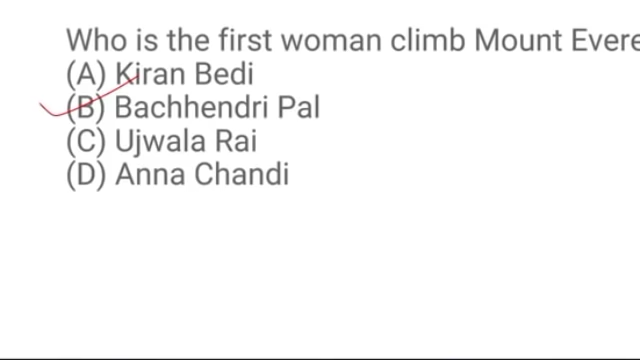 Who is the first woman climb Mount Evere
(A) Kiran Bedi
(B) Bachhendri Pal
(C) Ujwala Rai
(D) Anna Chandi